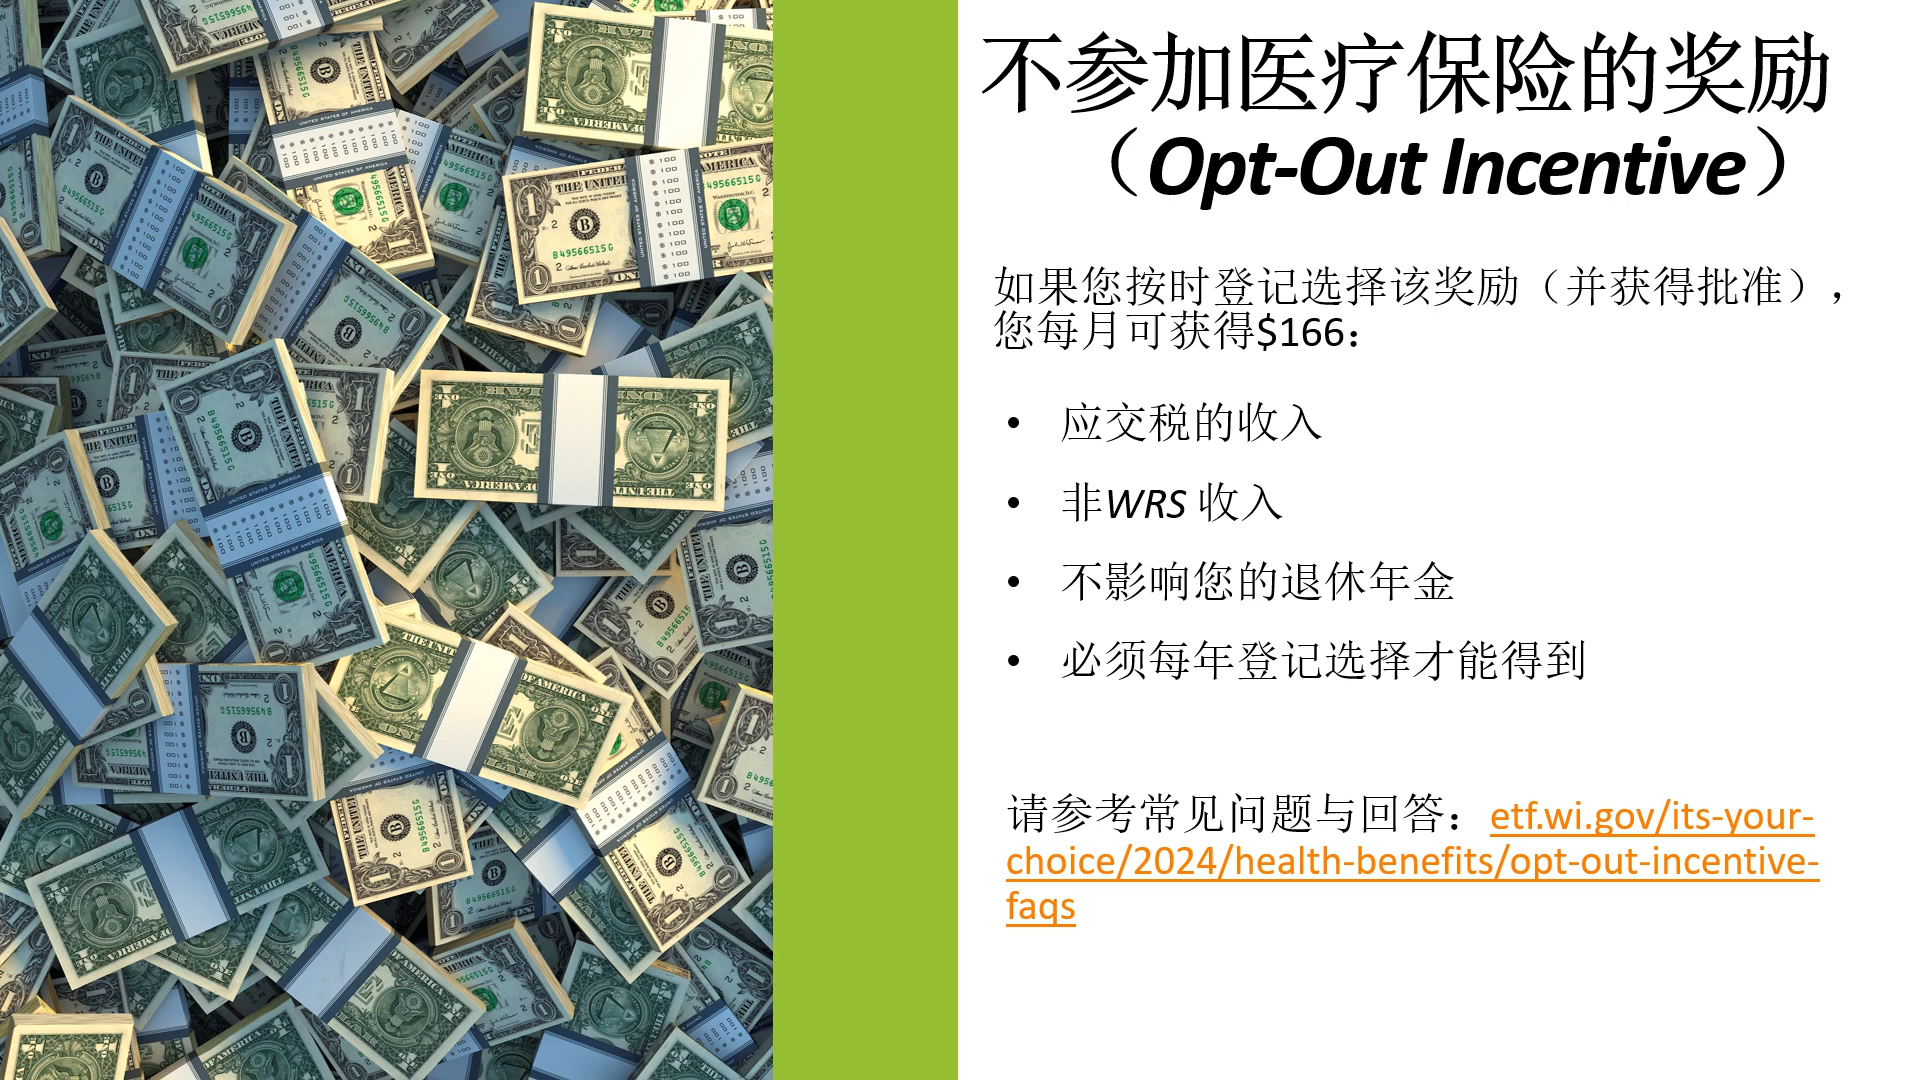 不参加医疗保险的奖励
（Opt-Out Incentive）
如果您按时登记选择该奖励（并获得批准），
您每月可获得$166：
• 应交税的收入
• 非WRS 收入
• 不影响您的退休年金
• 必须每年登记选择才能得到
请参考常见问题与回答：etf.wi.gov/its-your-
choice/2024/health-benefits/opt-out-incentive-
faqs